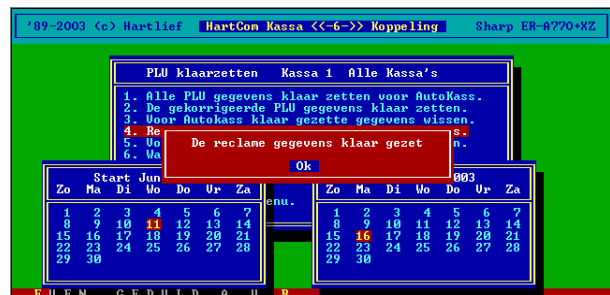 '89-2003 <c> Hartlief HartCom Kassa <<-6->> Koppeling Sharp ER-A770+XZ
PLU klaarzetten Kassa 1 Alle Kassa's
1. Alle PLU gegevens klaar zetten voor AutoKass.
2. De gekorrigeerde PLU gegevens klaar zetten.
3. Voor Autokass klaar gezette gegevens wissen.
4. Re s.
5. Vo n.
6. Wa
De reclame gegevens klaar gezet
Ok
enu.
Start Jun
Zo Ma Di Wo Do Vr Za
1 2 3 4 5 6 7
8 9 10 11 12 13 14
15 16 17 18 19 20 21
22 23 24 25 26 27 28
29 30
003
Zo Ma Di Wo Do Vr Za
1 2 3 4 5 6 7
8 9 10 11 12 13 14
15 16 17 18 19 20 21
22 23 24 25 26 27 28
29 30
E V E N G E D U L D A U B